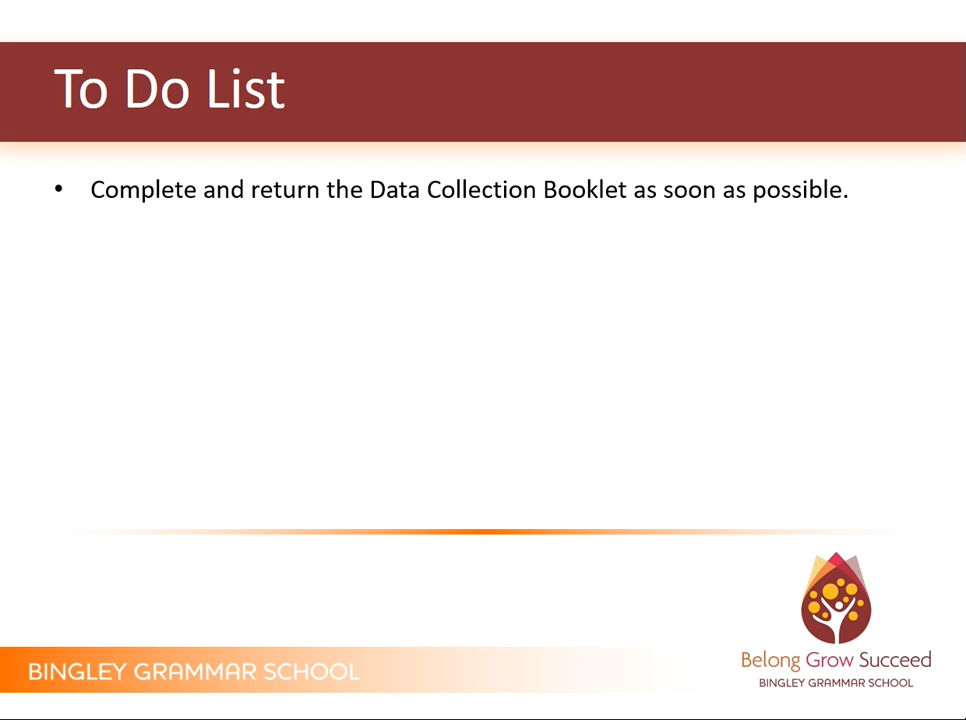 To Do List
• Complete and return the Data Collection Booklet as soon as possible.
BINGLEY GRAMMAR SCHOOL
Belong Grow Succeed
BINGLEY GRAMMAR SCHOOL